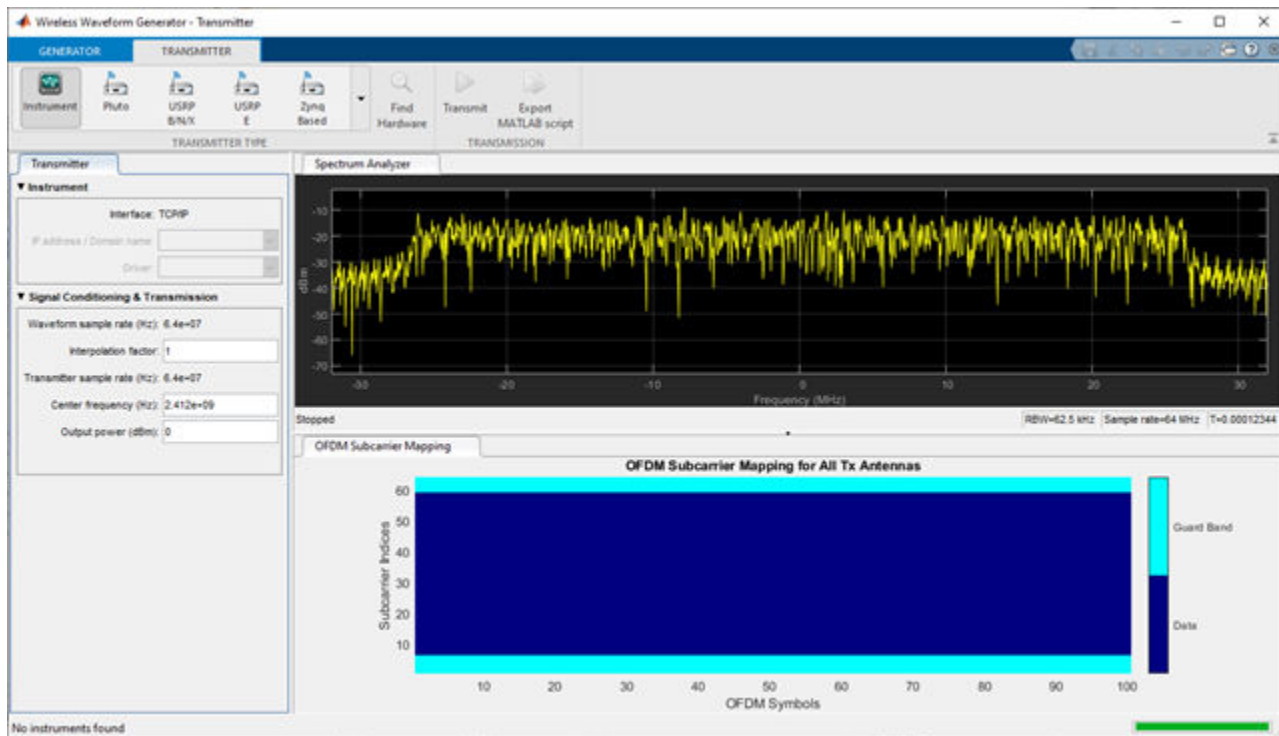 Wireless Waveform Generator - Transmitter
GENERATOR TRANSMITTER
Instrument Pluto USRP B/N/X USRP E Zynq Based Find Hardware Transmit Export MATLAB script
TRANSMITTER TYPE TRANSMISSION
Transmitter
Instrument
Interface: TCP/IP
IP address / Domain name:
Driver:
Signal Conditioning & Transmission
Waveform sample rate (Hz): 6.4e+07
Interpolation factor: 1
Transmitter sample rate (Hz): 6.4e+07
Center frequency (Hz): 2.412e+09
Output power (dBm): 0
Spectrum Analyzer
-10
-20
-30
-40
-50
-60
-70
dBm
-30 -20 -10 0 10 20 30
Frequency (MHz)
Stopped RBW=62.5 kHz Sample rate=64 MHz T=0.00012344
OFDM Subcarrier Mapping
OFDM Subcarrier Mapping for All Tx Antennas
60
50
40
30
20
10
Subcarrier Indices
10 20 30 40 50 60 70 80 90 100
OFDM Symbols
Guard Band
Data
No instruments found